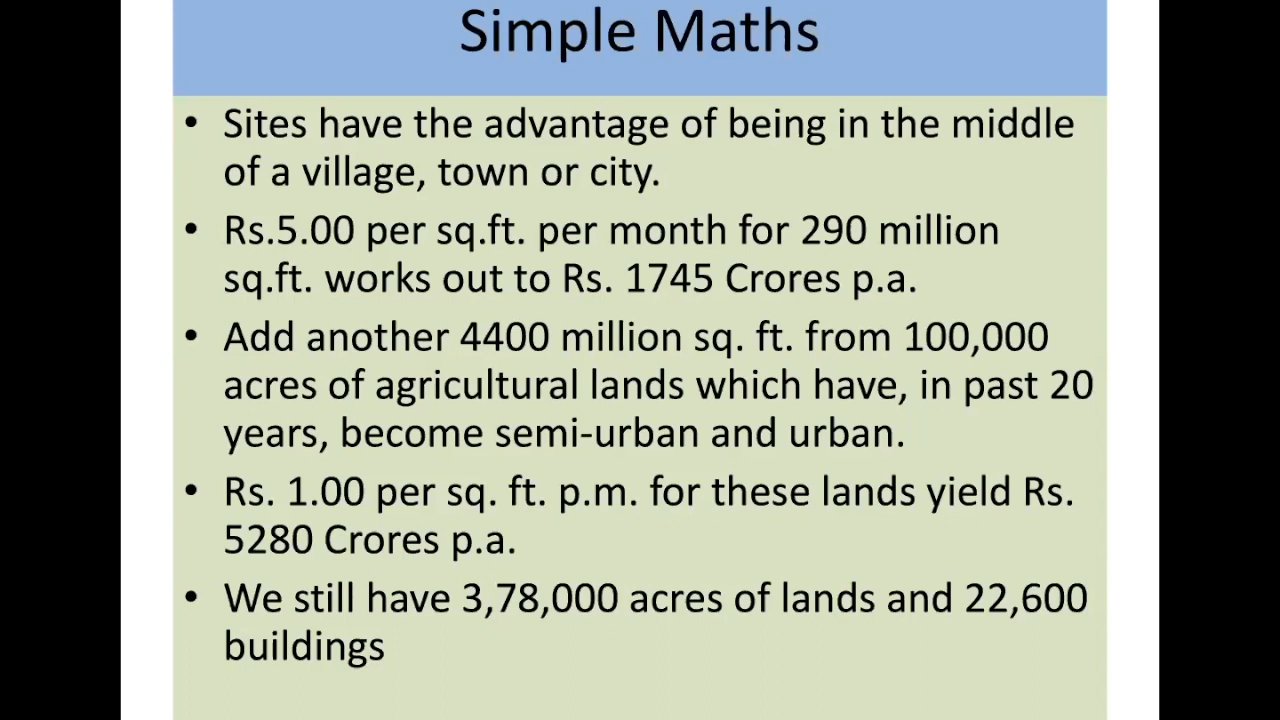 Simple Maths
• Sites have the advantage of being in the middle
of a village, town or city.
• Rs.5.00 per sq.ft. per month for 290 million
sq.ft. works out to Rs. 1745 Crores p.a.
• Add another 4400 million sq. ft. from 100,000
acres of agricultural lands which have, in past 20
years, become semi-urban and urban.
• Rs. 1.00 per sq. ft. p.m. for these lands yield Rs.
5280 Crores p.a.
• We still have 3,78,000 acres of lands and 22,600
buildings